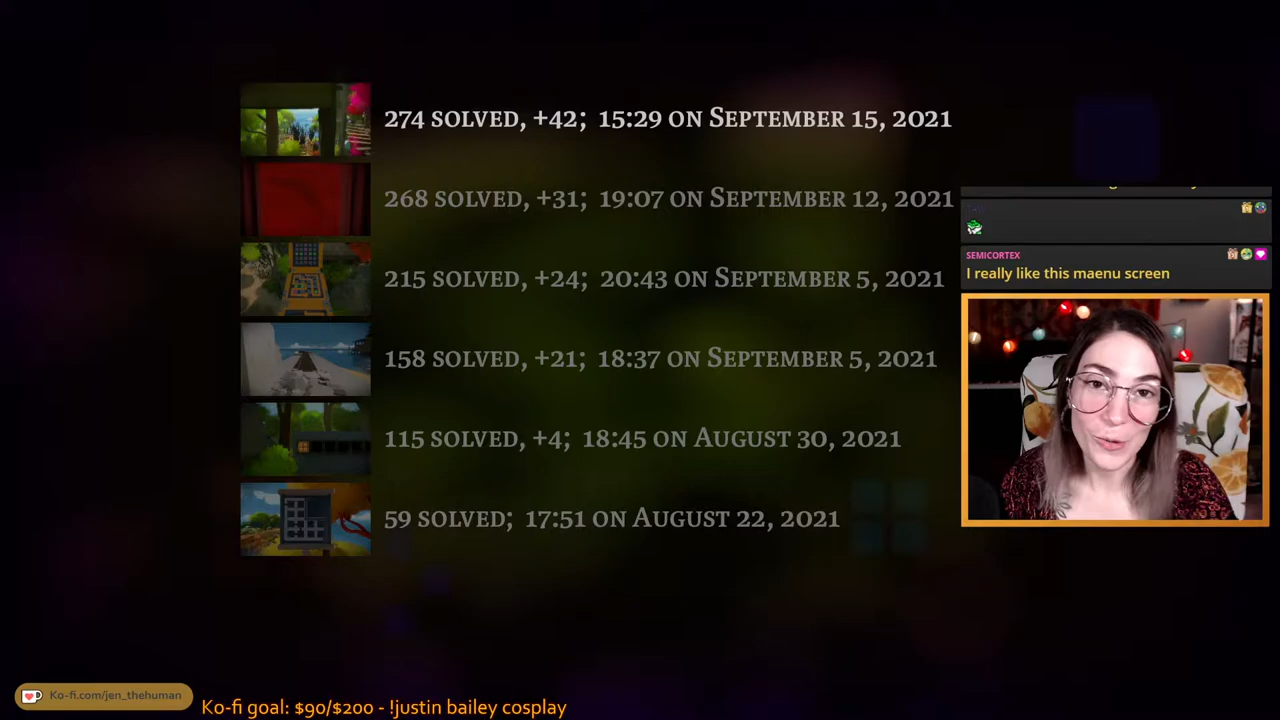 274 SOLVED, +42; 15:29 ON SEPTEMBER 15, 2021
268 SOLVED, +31; 19:07 ON SEPTEMBER 12, 2021
215 SOLVED, +24; 20:43 ON SEPTEMBER 5, 2021
158 SOLVED, +21; 18:37 ON SEPTEMBER 5, 2021
115 SOLVED, +4; 18:45 ON AUGUST 30, 2021
59 SOLVED; 17:51 ON AUGUST 22, 2021
SEMICORTEX
I really like this maenu screen
Ko-fi.com/jen_thehuman
Ko-fi goal: $90/$200 - !justin bailey cosplay